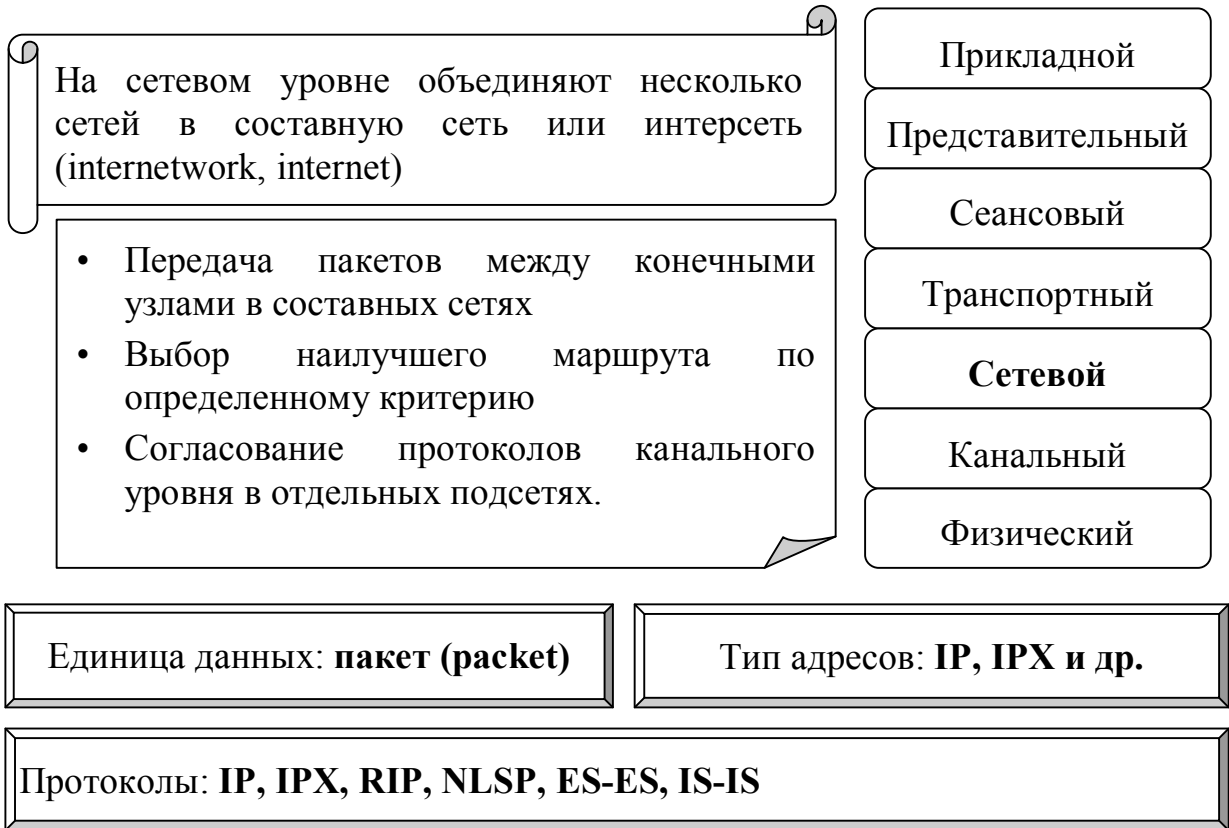 На сетевом уровне объединяют несколько
сетей в составную сеть или интерсеть
(internetwork, internet)
• Передача пакетов между конечными
узлами в составных сетях
• Выбор наилучшего маршрута по
определенному критерию
• Согласование протоколов канального
уровня в отдельных подсетях.
Прикладной
Представительный
Сеансовый
Транспортный
Сетевой
Канальный
Физический
Единица данных: пакет (packet)
Тип адресов: IP, IPX и др.
Протоколы: IP, IPX, RIP, NLSP, ES-ES, IS-IS